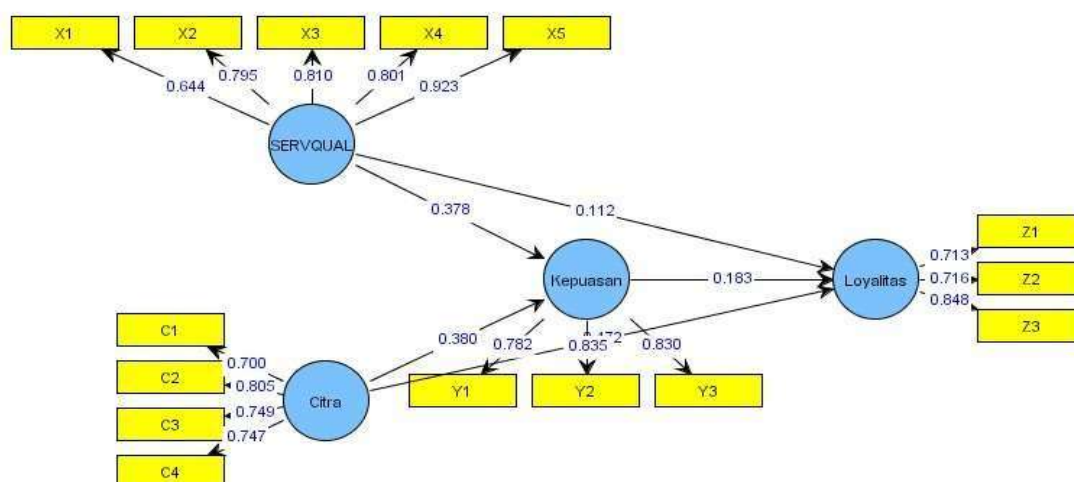 X1
X2
X3
X4
X5
0.644
0.795
0.810
0.801
0.923
SERVQUAL
0.378
0.112
Z1
0.713
Kepuasan
0.183
Loyalitas
0.716
Z2
0.848
Z3
C1
0.380
0.782
0.835
0.830
0.700
C2
0.805
Y1
Y2
Y3
Citra
0.749
C3
0.747
C4